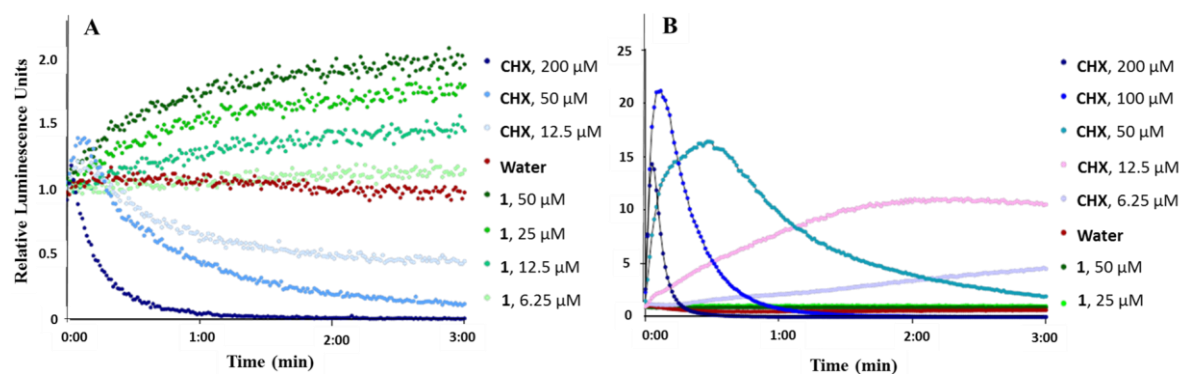 A
Relative Luminescence Units
2.0
1.5
1.0
0.5
0
0:00
1:00
2:00
3:00
Time (min)
CHX, 200 µM
CHX, 50 µM
CHX, 12.5 µM
Water
1, 50 µM
1, 25 µM
1, 12.5 µM
1, 6.25 µM
B
25
20
15
10
5
0
0:00
1:00
2:00
3:00
Time (min)
CHX, 200 µM
CHX, 100 µM
CHX, 50 µM
CHX, 12.5 µM
CHX, 6.25 µM
Water
1, 50 µM
1, 25 µM